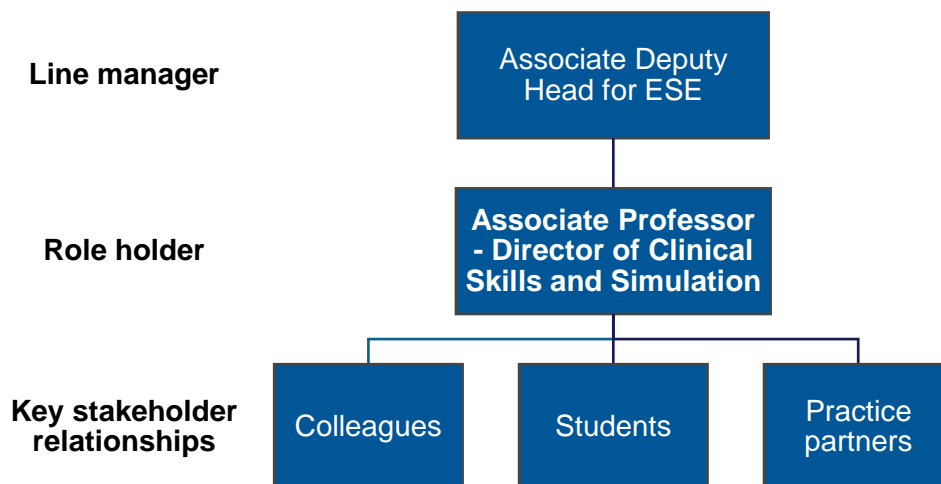 Line manager
Associate Deputy
Head for ESE
Role holder
Associate Professor
- Director of Clinical
Skills and Simulation
Key stakeholder
relationships
Colleagues
Students
Practice
partners